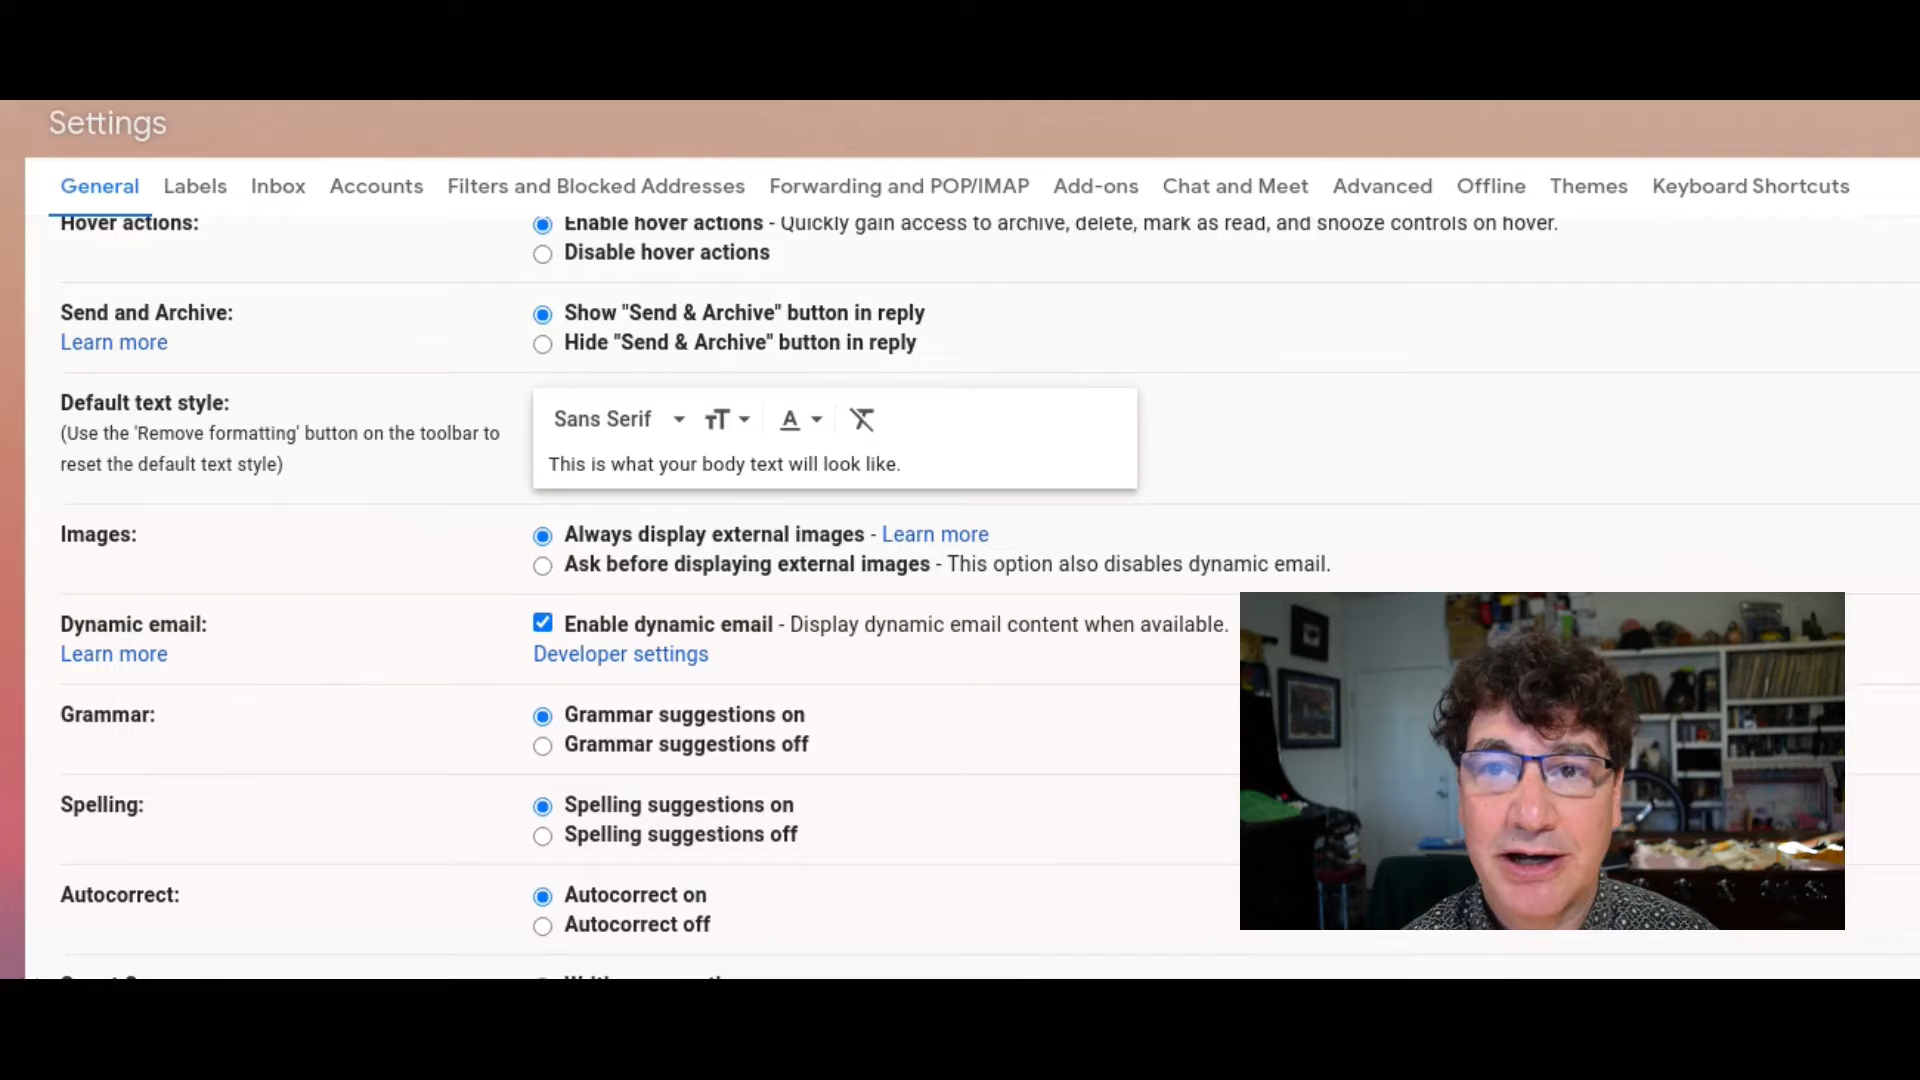 Settings
General Labels Inbox Accounts Filters and Blocked Addresses Forwarding and POP/IMAP Add-ons Chat and Meet Advanced Offline Themes Keyboard Shortcuts
Hover actions:
Enable hover actions - Quickly gain access to archive, delete, mark as read, and snooze controls on hover.
Disable hover actions
Send and Archive:
Learn more
Show "Send & Archive" button in reply
Hide "Send & Archive" button in reply
Default text style:
(Use the 'Remove formatting' button on the toolbar to
reset the default text style)
Sans Serif
This is what your body text will look like.
Images:
Always display external images - Learn more
Ask before displaying external images - This option also disables dynamic email.
Dynamic email:
Learn more
Enable dynamic email - Display dynamic email content when available.
Developer settings
Grammar:
Grammar suggestions on
Grammar suggestions off
Spelling:
Spelling suggestions on
Spelling suggestions off
Autocorrect:
Autocorrect on
Autocorrect off